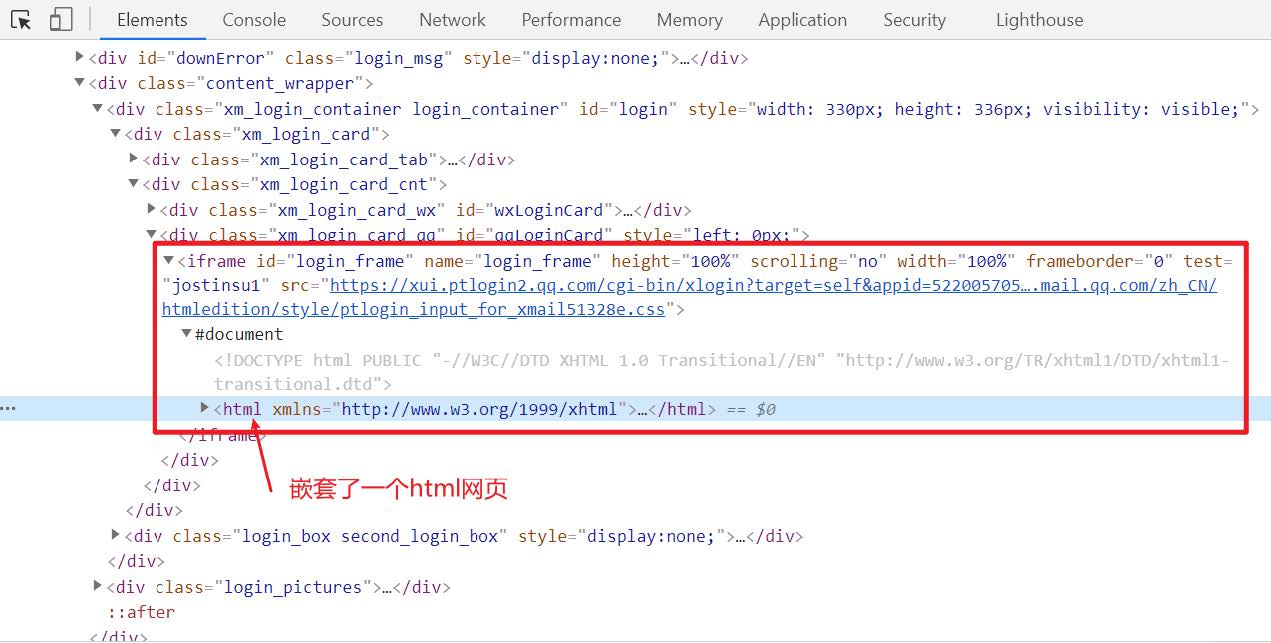 Elements Console Sources Network Performance Memory Application Security Lighthouse
<div id="downError" class="login_msg" style="display:none;">…</div>
<div class="content_wrapper">
<div class="xm_login_container login_container" id="login" style="width: 330px; height: 336px; visibility: visible;">
<div class="xm_login_card">
<div class="xm_login_card_tab">…</div>
<div class="xm_login_card_cnt">
<div class="xm_login_card_wx" id="wxLoginCard">…</div>
<div class="xm_login_card_qq" id="qqLoginCard" style="left: 0px;">
<iframe id="login_frame" name="login_frame" height="100%" scrolling="no" width="100%" frameborder="0" test=
"jostinsu1" src="https://xui.ptlogin2.qq.com/cgi-bin/xlogin?target=self&appid=522005705….mail.qq.com/zh_CN/
htmledition/style/ptlogin_input_for_xmail51328e.css">
#document
<!DOCTYPE html PUBLIC "-//W3C//DTD XHTML 1.0 Transitional//EN" "http://www.w3.org/TR/xhtml1/DTD/xhtml1-
transitional.dtd">
<html xmlns="http://www.w3.org/1999/xhtml">…</html> == $0
</iframe>
</div>
</div>
嵌套了一个html网页
</div>
<div class="login_box second_login_box" style="display:none;">…</div>
</div>
<div class="login_pictures">…</div>
::after
</div>